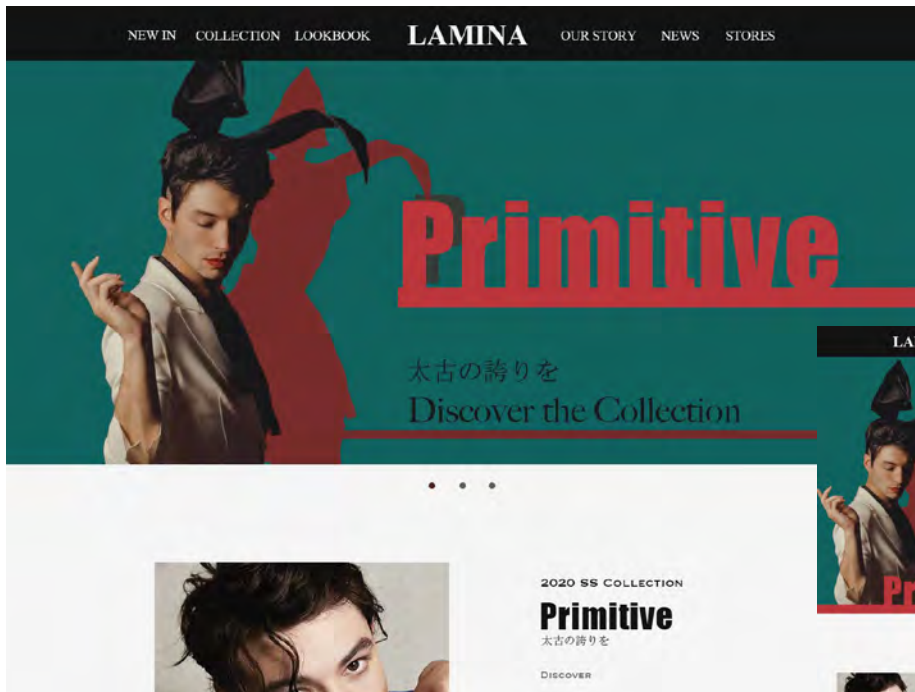 NEW IN COLLECTION LOOKBOOK LAMINA OUR STORY NEWS STORES
Primitive
太古の誇りを
Discover the Collection
2020 SS COLLECTION
Primitive
太古の誇りを
DISCOVER
LA
Pr